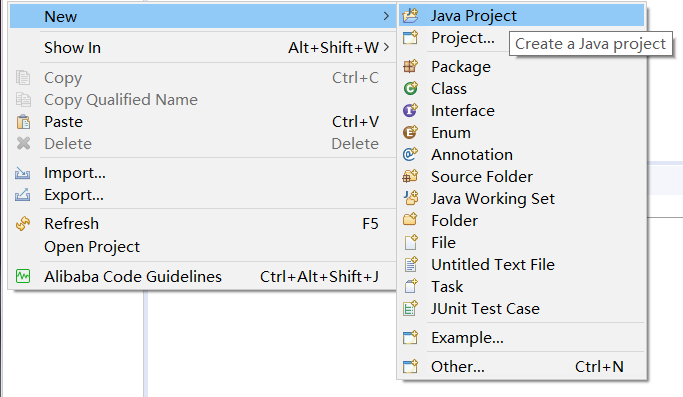 New
Show In Alt+Shift+W
Copy Ctrl+C
Copy Qualified Name
Paste Ctrl+V
Delete Delete
Import...
Export...
Refresh F5
Open Project
Alibaba Code Guidelines Ctrl+Alt+Shift+J
Java Project
Project...
Create a Java project
Package
Class
Interface
Enum
Annotation
Source Folder
Java Working Set
Folder
File
Untitled Text File
Task
JUnit Test Case
Example...
Other... Ctrl+N